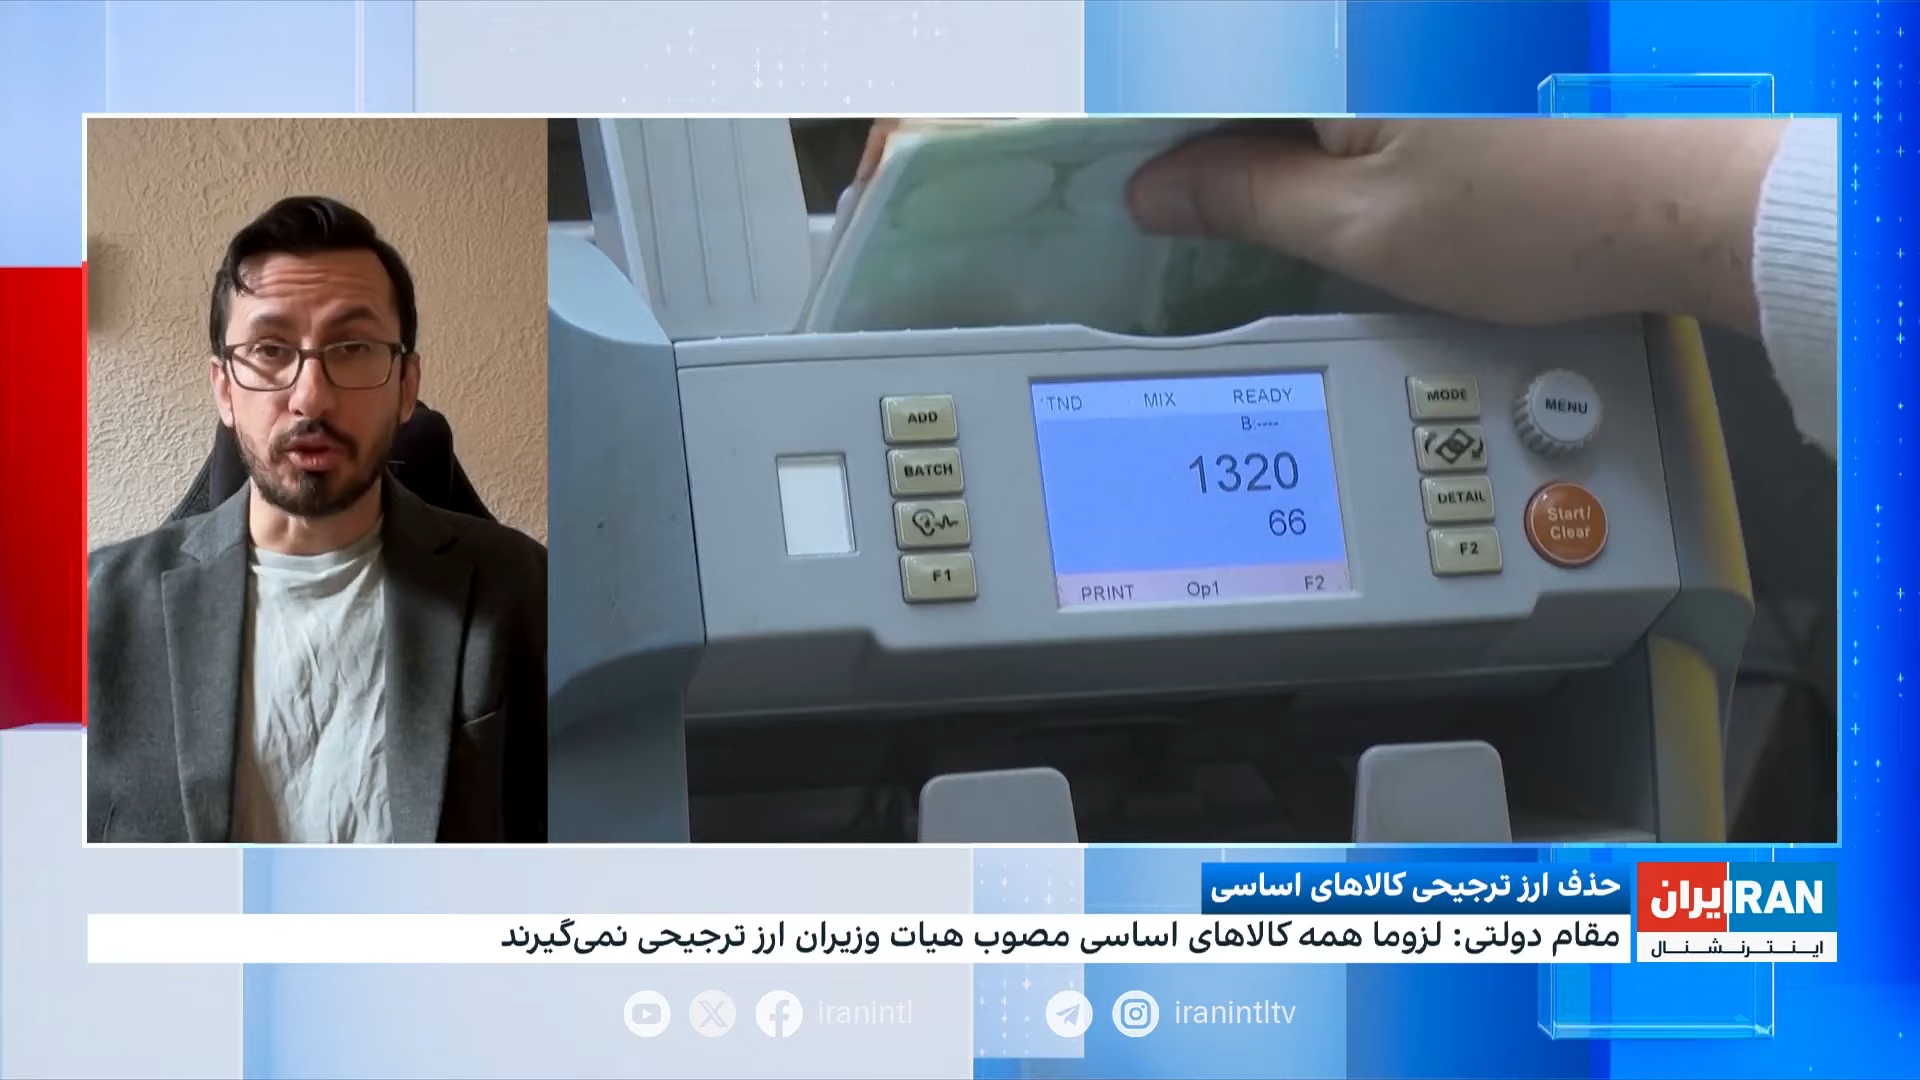 TND MIX READY
B:----
1320
66
PRINT Op1 F2
ADD
BATCH
F1
MODE
MENU
DETAIL
F2
Start/
Clear
حذف ارز ترجیحی کالاهای اساسی
مقام دولتی: لزوما همه کالاهای اساسی مصوب هیات وزیران ارز ترجیحی نمی‌گیرند
ایران IRAN
اینترنشنال
iranintl
iranintltv